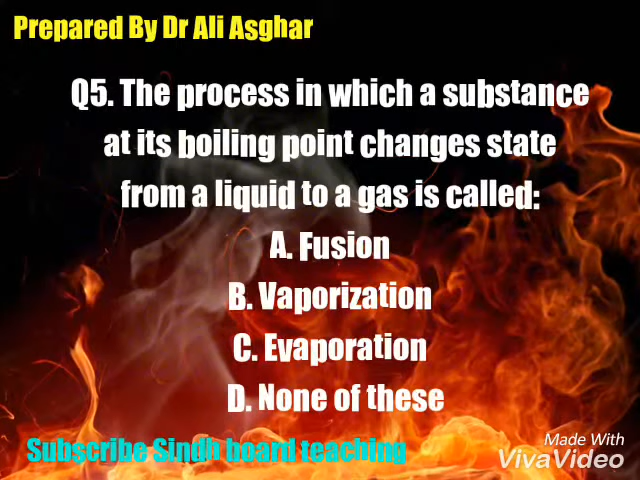 Prepared By Dr Ali Asghar
Q5. The process in which a substance
at its boiling point changes state
from a liquid to a gas is called:
A. Fusion
B. Vaporization
C. Evaporation
D. None of these
Subscribe Sindh board teaching
Made With
VivaVideo